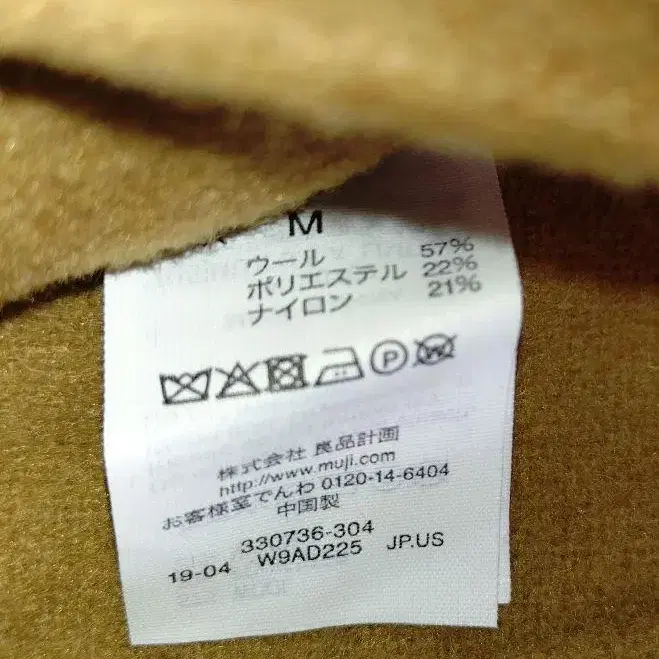 M
ウール 57%
ポリエステル 22%
ナイロン 21%
P W
株式会社 良品計画
http://www.muji.com
お客様室でんわ 0120-14-6404
中国製
330736-304
19-04 W9AD225 JP.US